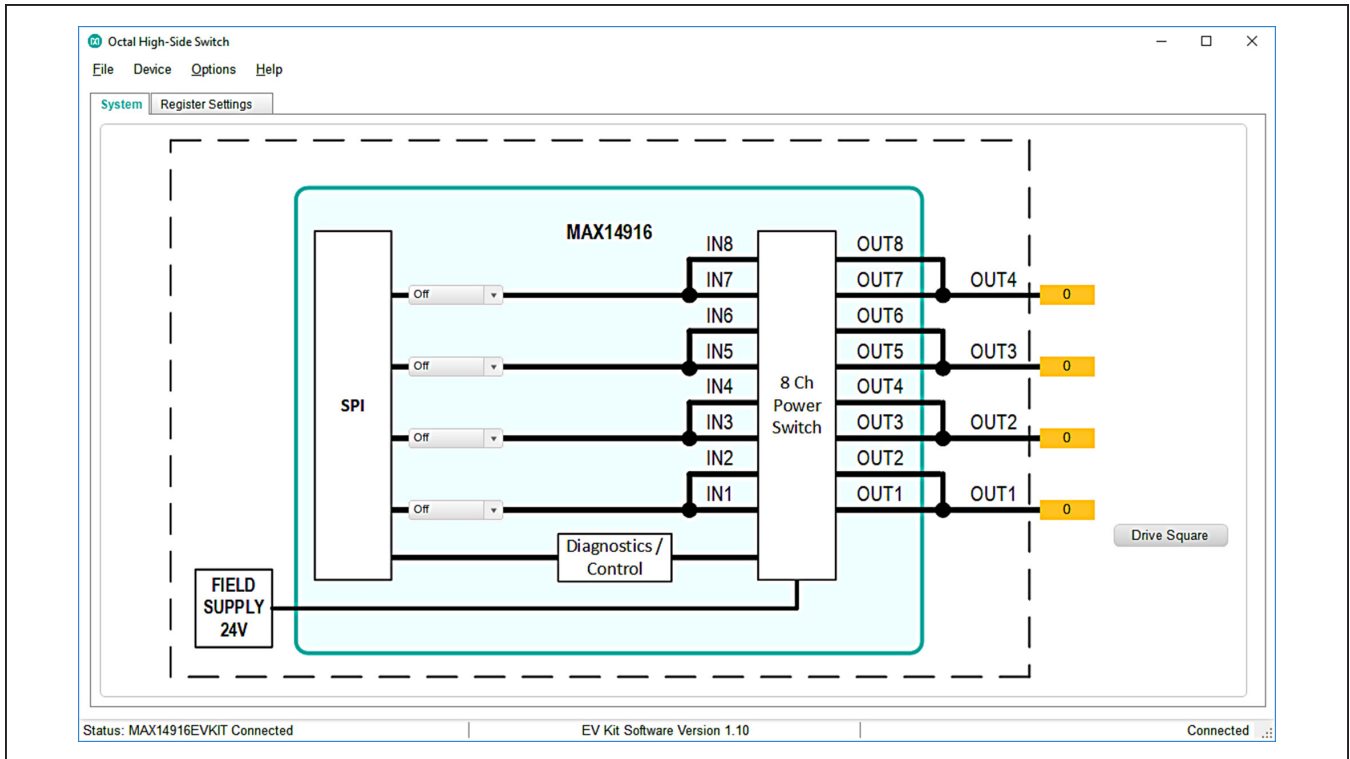 Octal High-Side Switch
File Device Options Help
System Register Settings
MAX14916
IN8 OUT8
IN7 OUT7 OUT4
Off 0
IN6 OUT6
IN5 OUT5 OUT3
Off 0
IN4 8 Ch OUT4
SPI Power
IN3 Switch OUT3 OUT2
Off 0
IN2 OUT2
IN1 OUT1 OUT1
Off 0
Drive Square
Diagnostics /
Control
FIELD
SUPPLY
24V
Status: MAX14916EVKIT Connected EV Kit Software Version 1.10 Connected